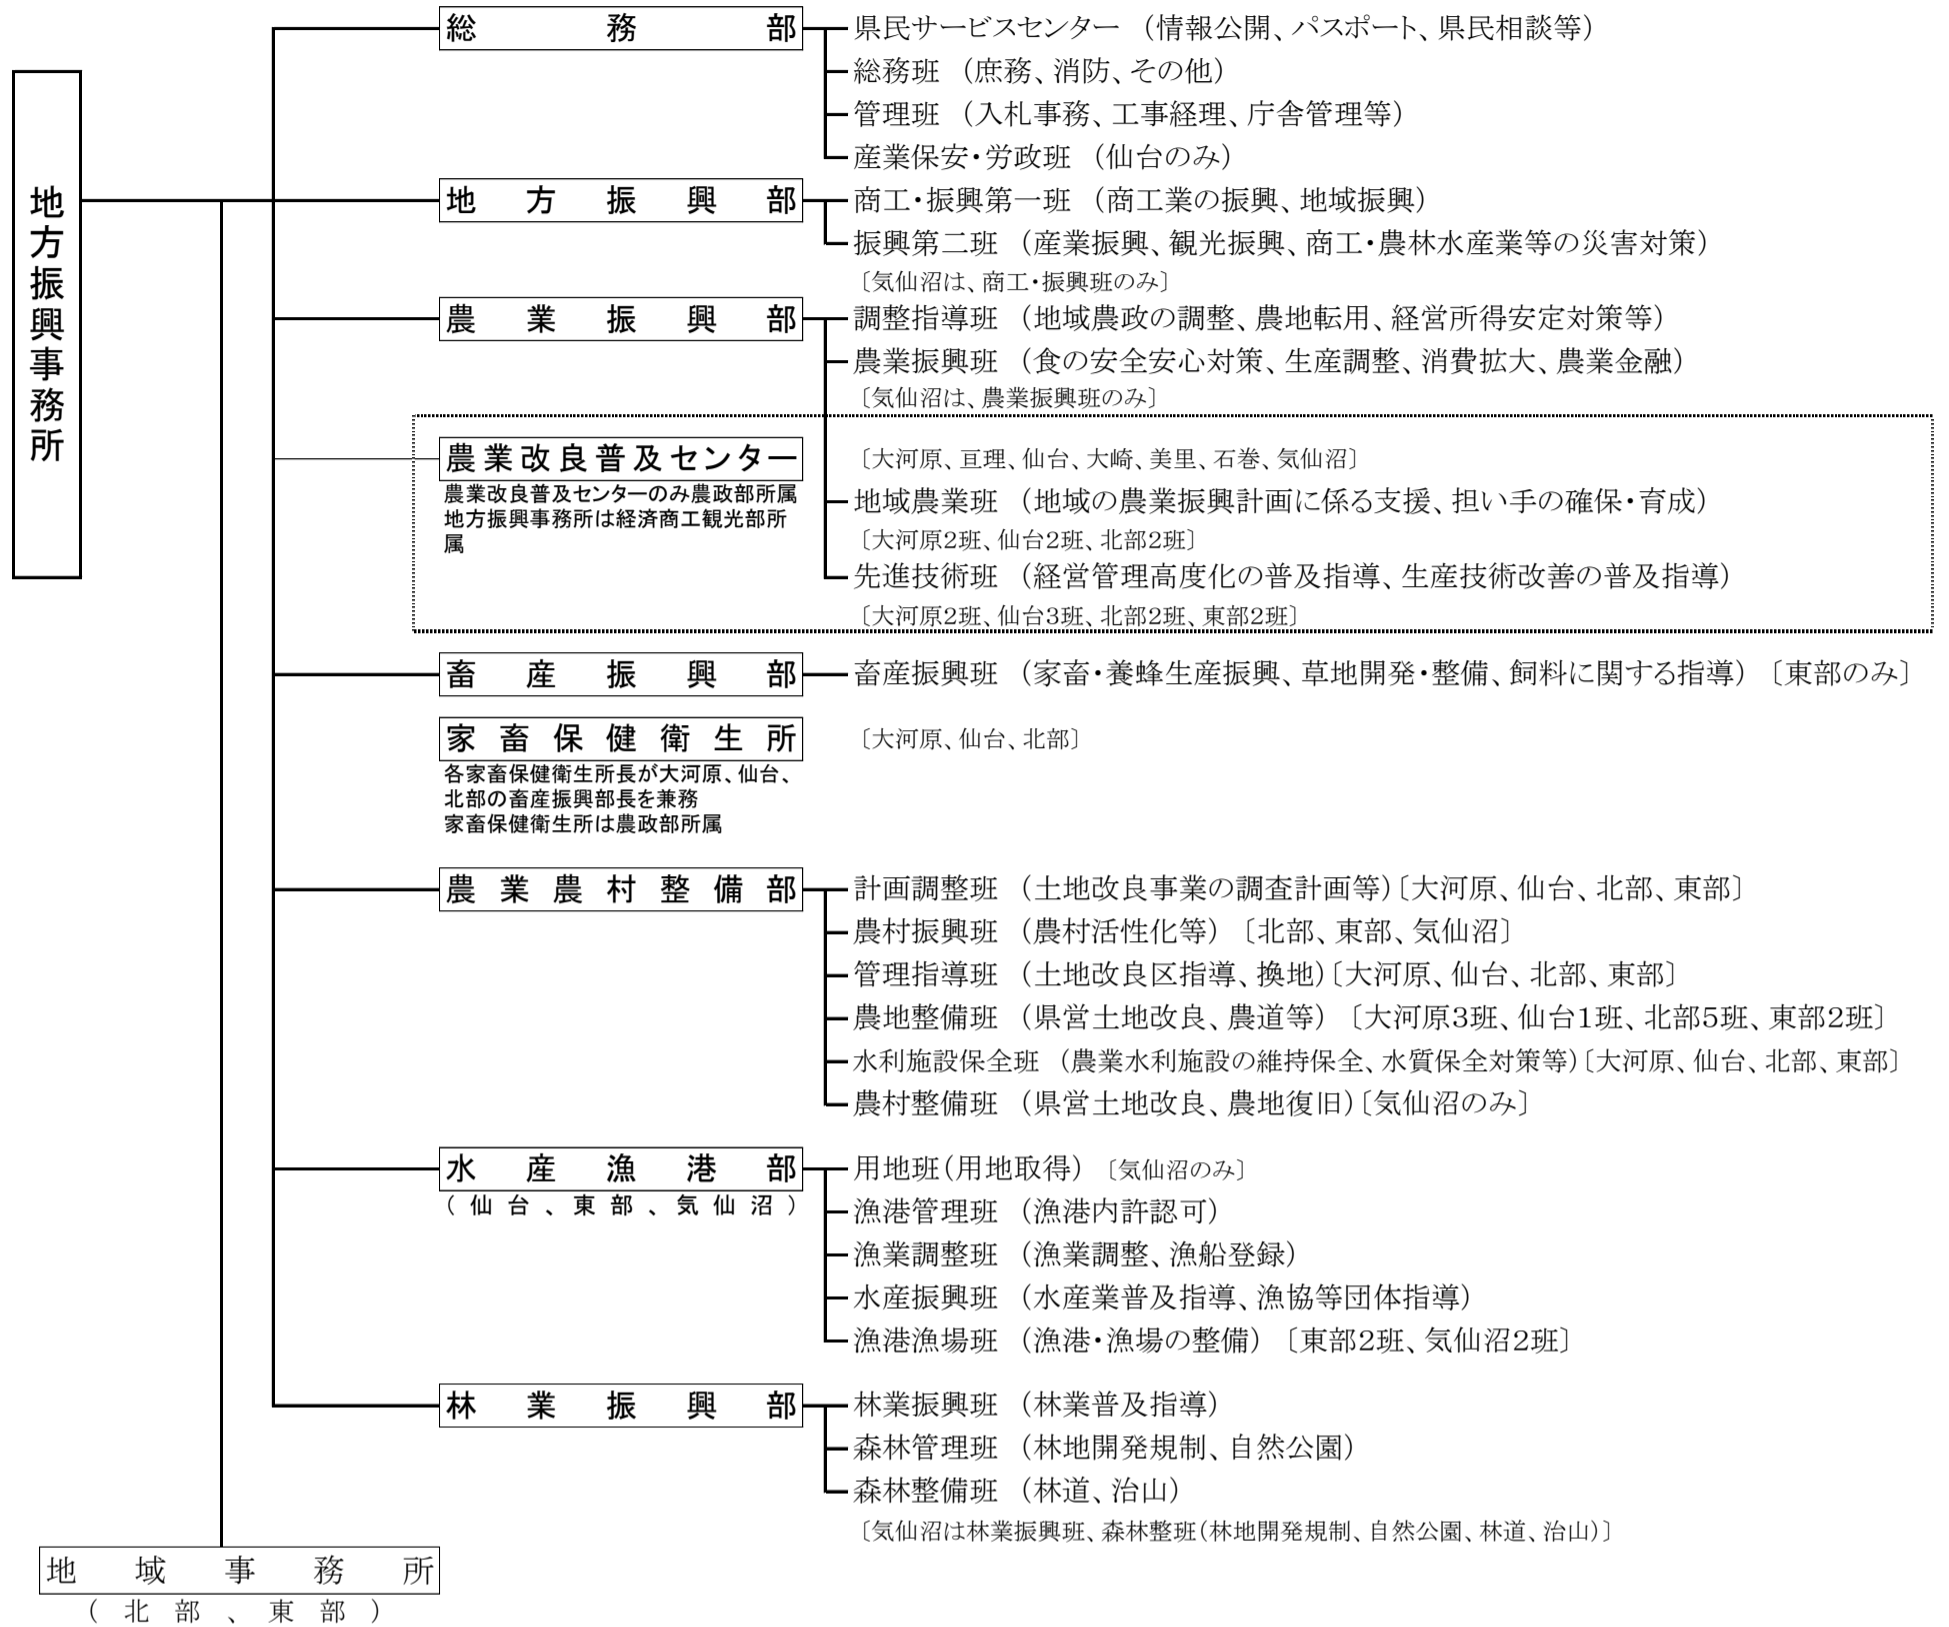 地方振興事務所
総務部
県民サービスセンター （情報公開、パスポート、県民相談等）
総務班 （庶務、消防、その他）
管理班 （入札事務、工事経理、庁舎管理等）
産業保安・労政班 （仙台のみ）
地方振興部
商工・振興第一班 （商工業の振興、地域振興）
振興第二班 （産業振興、観光振興、商工・農林水産業等の災害対策）
〔気仙沼は、商工・振興班のみ〕
農業振興部
調整指導班 （地域農政の調整、農地転用、経営所得安定対策等）
農業振興班 （食の安全安心対策、生産調整、消費拡大、農業金融）
〔気仙沼は、農業振興班のみ〕
農業改良普及センター
〔大河原、亘理、仙台、大崎、美里、石巻、気仙沼〕
農業改良普及センターのみ農政部所属
地方振興事務所は経済商工観光部所
属
地域農業班 （地域の農業振興計画に係る支援、担い手の確保・育成）
〔大河原2班、仙台2班、北部2班〕
先進技術班 （経営管理高度化の普及指導、生産技術改善の普及指導）
〔大河原2班、仙台3班、北部2班、東部2班〕
畜産振興部
畜産振興班 （家畜・養蜂生産振興、草地開発・整備、飼料に関する指導） 〔東部のみ〕
家畜保健衛生所
〔大河原、仙台、北部〕
各家畜保健衛生所長が大河原、仙台、
北部の畜産振興部長を兼務
家畜保健衛生所は農政部所属
農業農村整備部
計画調整班 （土地改良事業の調査計画等）〔大河原、仙台、北部、東部〕
農村振興班 （農村活性化等） 〔北部、東部、気仙沼〕
管理指導班 （土地改良区指導、換地）〔大河原、仙台、北部、東部〕
農地整備班 （県営土地改良、農道等） 〔大河原3班、仙台1班、北部5班、東部2班〕
水利施設保全班 （農業水利施設の維持保全、水質保全対策等）〔大河原、仙台、北部、東部〕
農村整備班 （県営土地改良、農地復旧）〔気仙沼のみ〕
水産漁港部
（仙台、東部、気仙沼）
用地班（用地取得） 〔気仙沼のみ〕
漁港管理班 （漁港内許認可）
漁業調整班 （漁業調整、漁船登録）
水産振興班 （水産業普及指導、漁協等団体指導）
漁港漁場班 （漁港・漁場の整備） 〔東部2班、気仙沼2班〕
林業振興部
林業振興班 （林業普及指導）
森林管理班 （林地開発規制、自然公園）
森林整備班 （林道、治山）
〔気仙沼は林業振興班、森林整班（林地開発規制、自然公園、林道、治山）〕
地域事務所
（北部、東部）